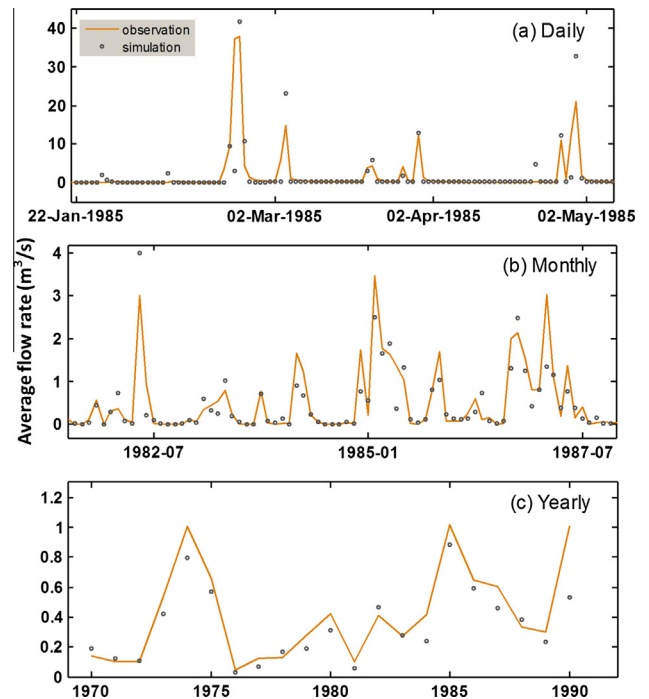 (a) Daily
observation
simulation
40
30
20
10
0
22-Jan-1985 02-Mar-1985 02-Apr-1985 02-May-1985
Average flow rate (m³/s)
(b) Monthly
4
3
2
1
0
1982-07 1985-01 1987-07
(c) Yearly
1.2
1
0.8
0.6
0.4
0.2
0
1970 1975 1980 1985 1990